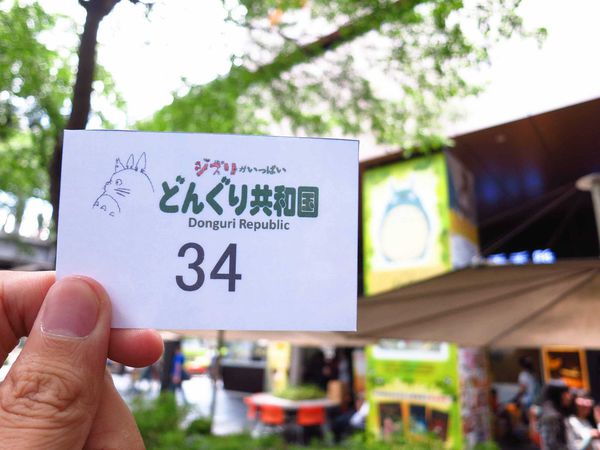 ジブリがいっぱい
どんぐり共和国
Donguri Republic
34